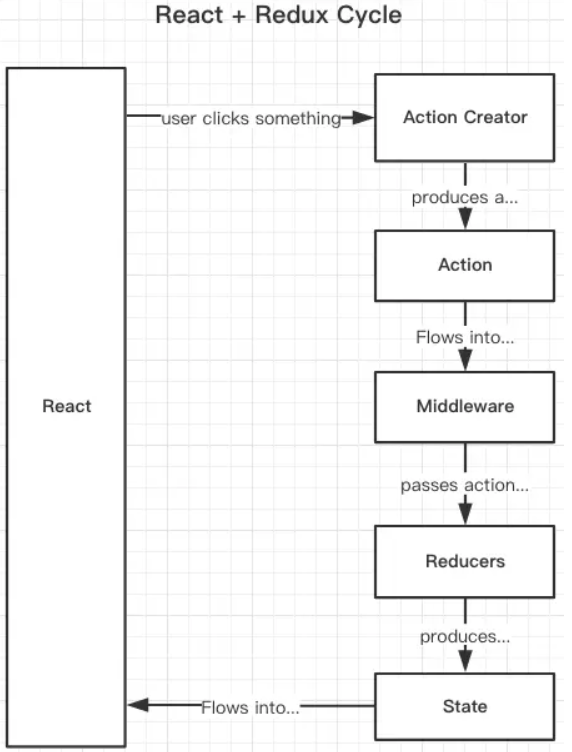 React + Redux Cycle
user clicks something
Action Creator
produces a...
Action
Flows into...
React
Middleware
passes action...
Reducers
produces...
Flows into...
State